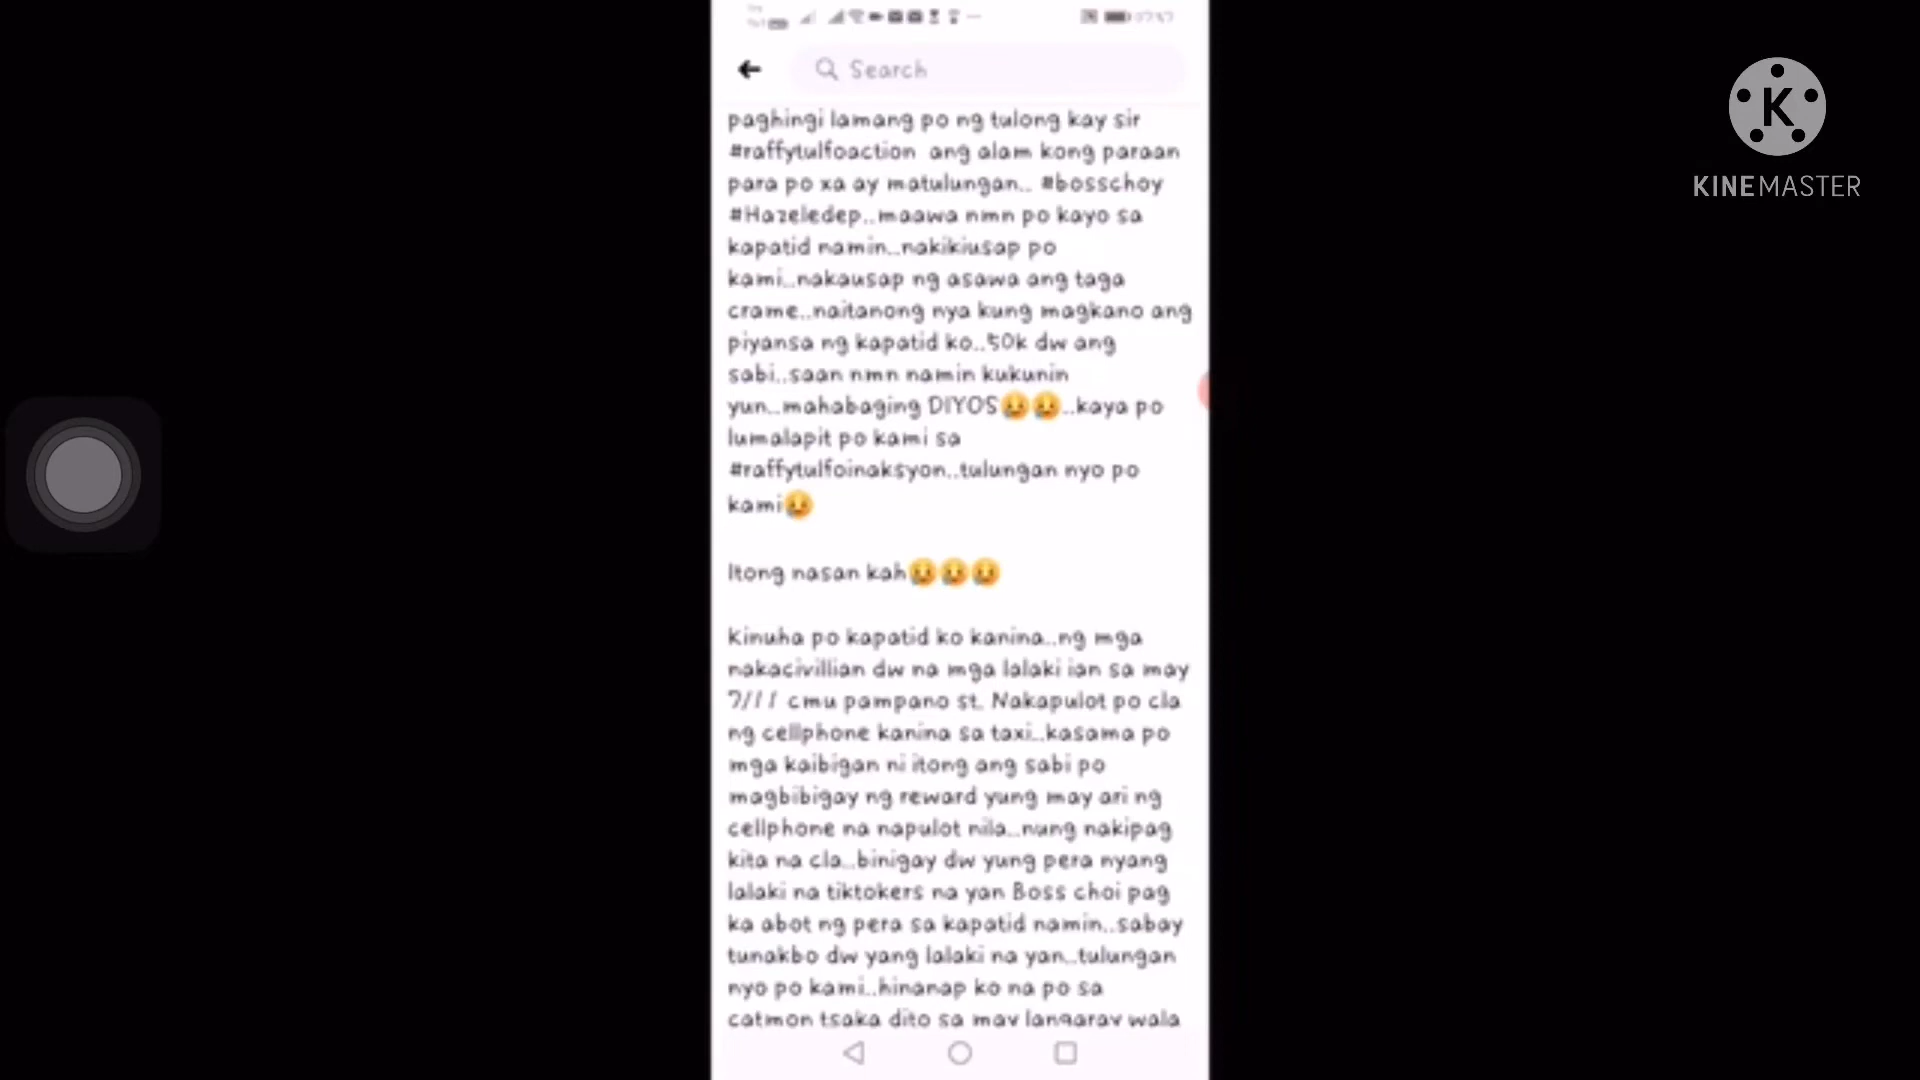 Search
paghingi lamang po ng tulong kay sir
#raffytulfoaction ang alam kong paraan
para po xa ay matulungan.. #bosschoy
#Hazeledep..maawa nmn po kayo sa
kapatid namin..nakikiusap po
kami..nakausap ng asawa ang taga
crame..naitanong nya kung magkano ang
piyansa ng kapatid ko..50k dw ang
sabi..saan nmn namin kukunin
yun..mahabaging DIYOS😢😢..kaya po
lumalapit po kami sa
#raffytulfoinaksyon..tulungan nyo po
kami😢
Itong nasan kah😢😢😢
Kinuha po kapatid ko kanina..ng mga
nakacivillian dw na mga lalaki ian sa may
7/11 cmu pampano st. Nakapulot po cla
ng cellphone kanina sa taxi..kasama po
mga kaibigan ni itong ang sabi po
magbibigay ng reward yung may ari ng
cellphone na napulot nila..nung nakipag
kita na cla..binigay dw yung pera nyang
lalaki na tiktokers na yan Boss choi pag
ka abot ng pera sa kapatid namin..sabay
tunakbo dw yang lalaki na yan..tulungan
nyo po kami..hinanap ko na po sa
catmon tsaka dito sa may langaray wala
K
KINEMASTER